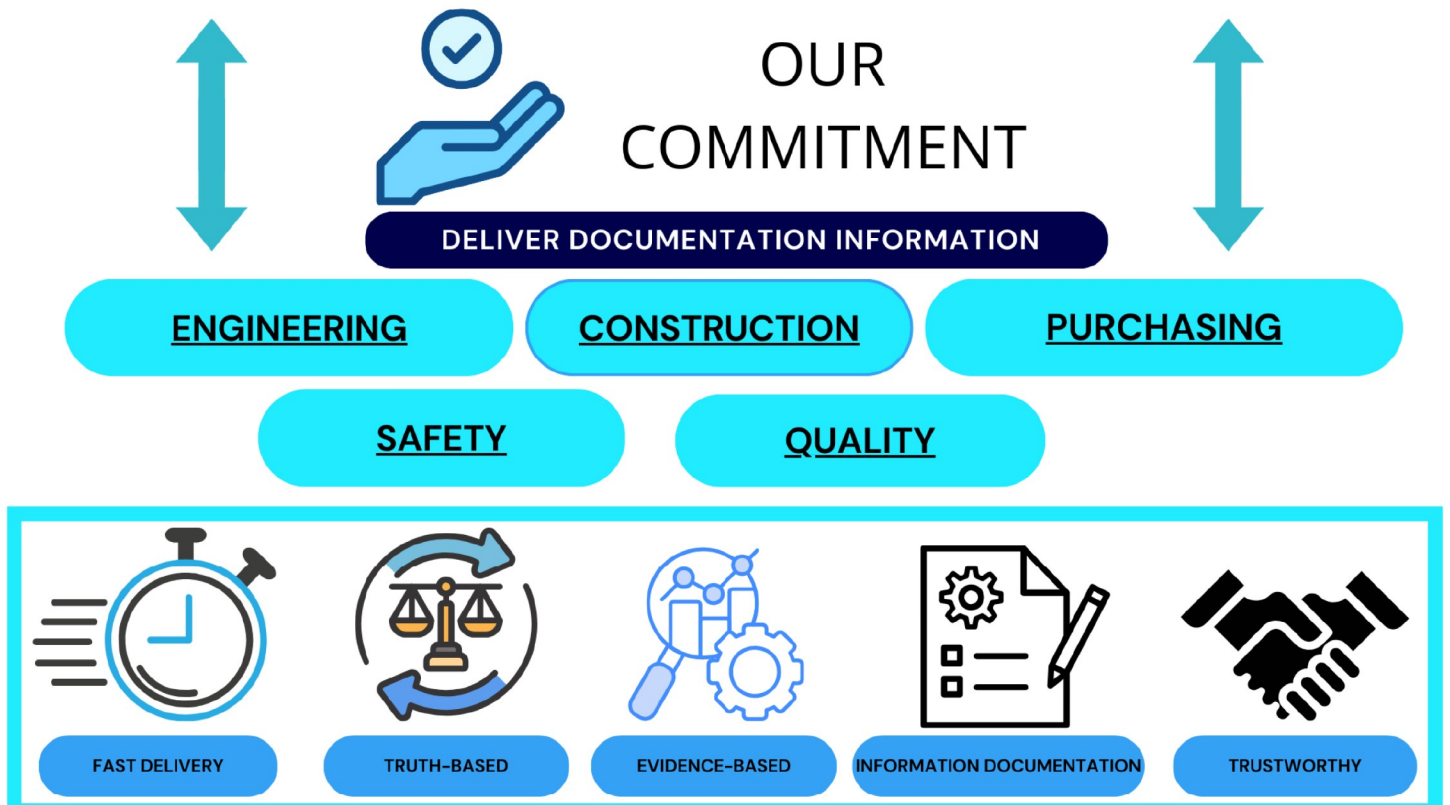 OUR
COMMITMENT
DELIVER DOCUMENTATION INFORMATION
ENGINEERING
CONSTRUCTION
PURCHASING
SAFETY
QUALITY
FAST DELIVERY
TRUTH-BASED
EVIDENCE-BASED
INFORMATION DOCUMENTATION
TRUSTWORTHY